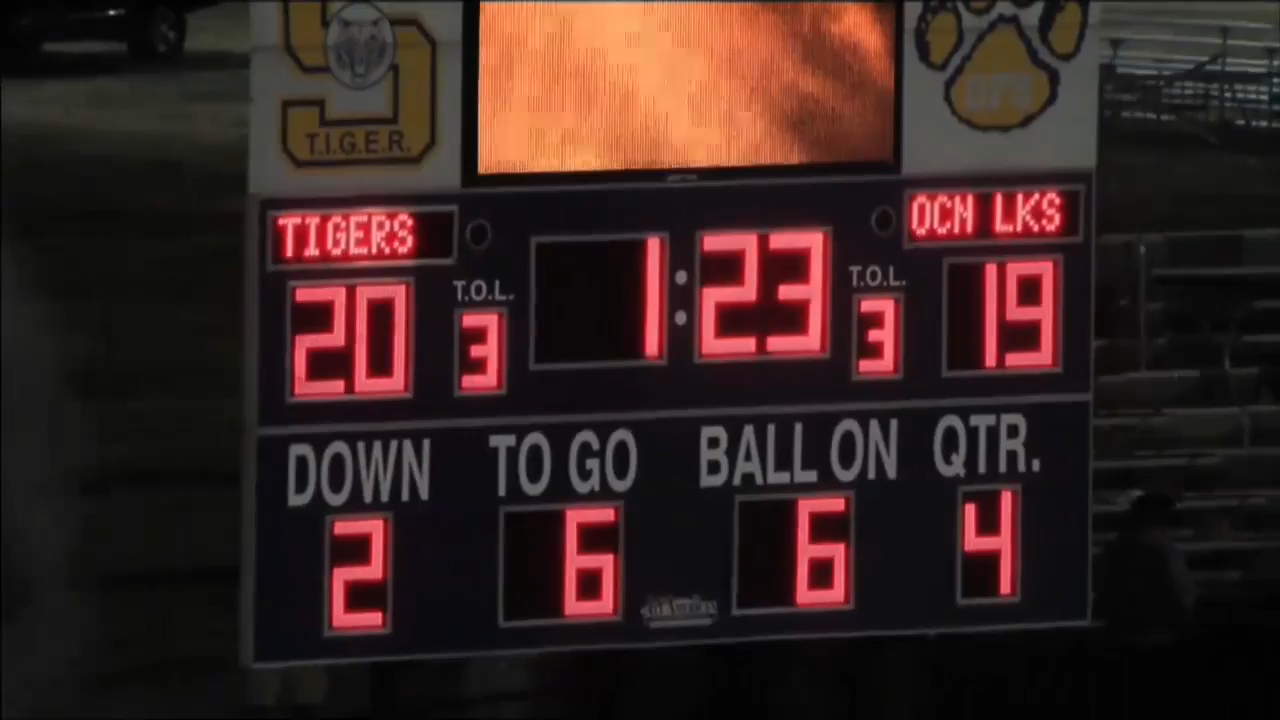 T.I.G.E.R.
TIGERS
OCN LKS
1:23
T.O.L.
T.O.L.
20
3
3
19
DOWN
TO GO
BALL ON
QTR.
2
6
6
4